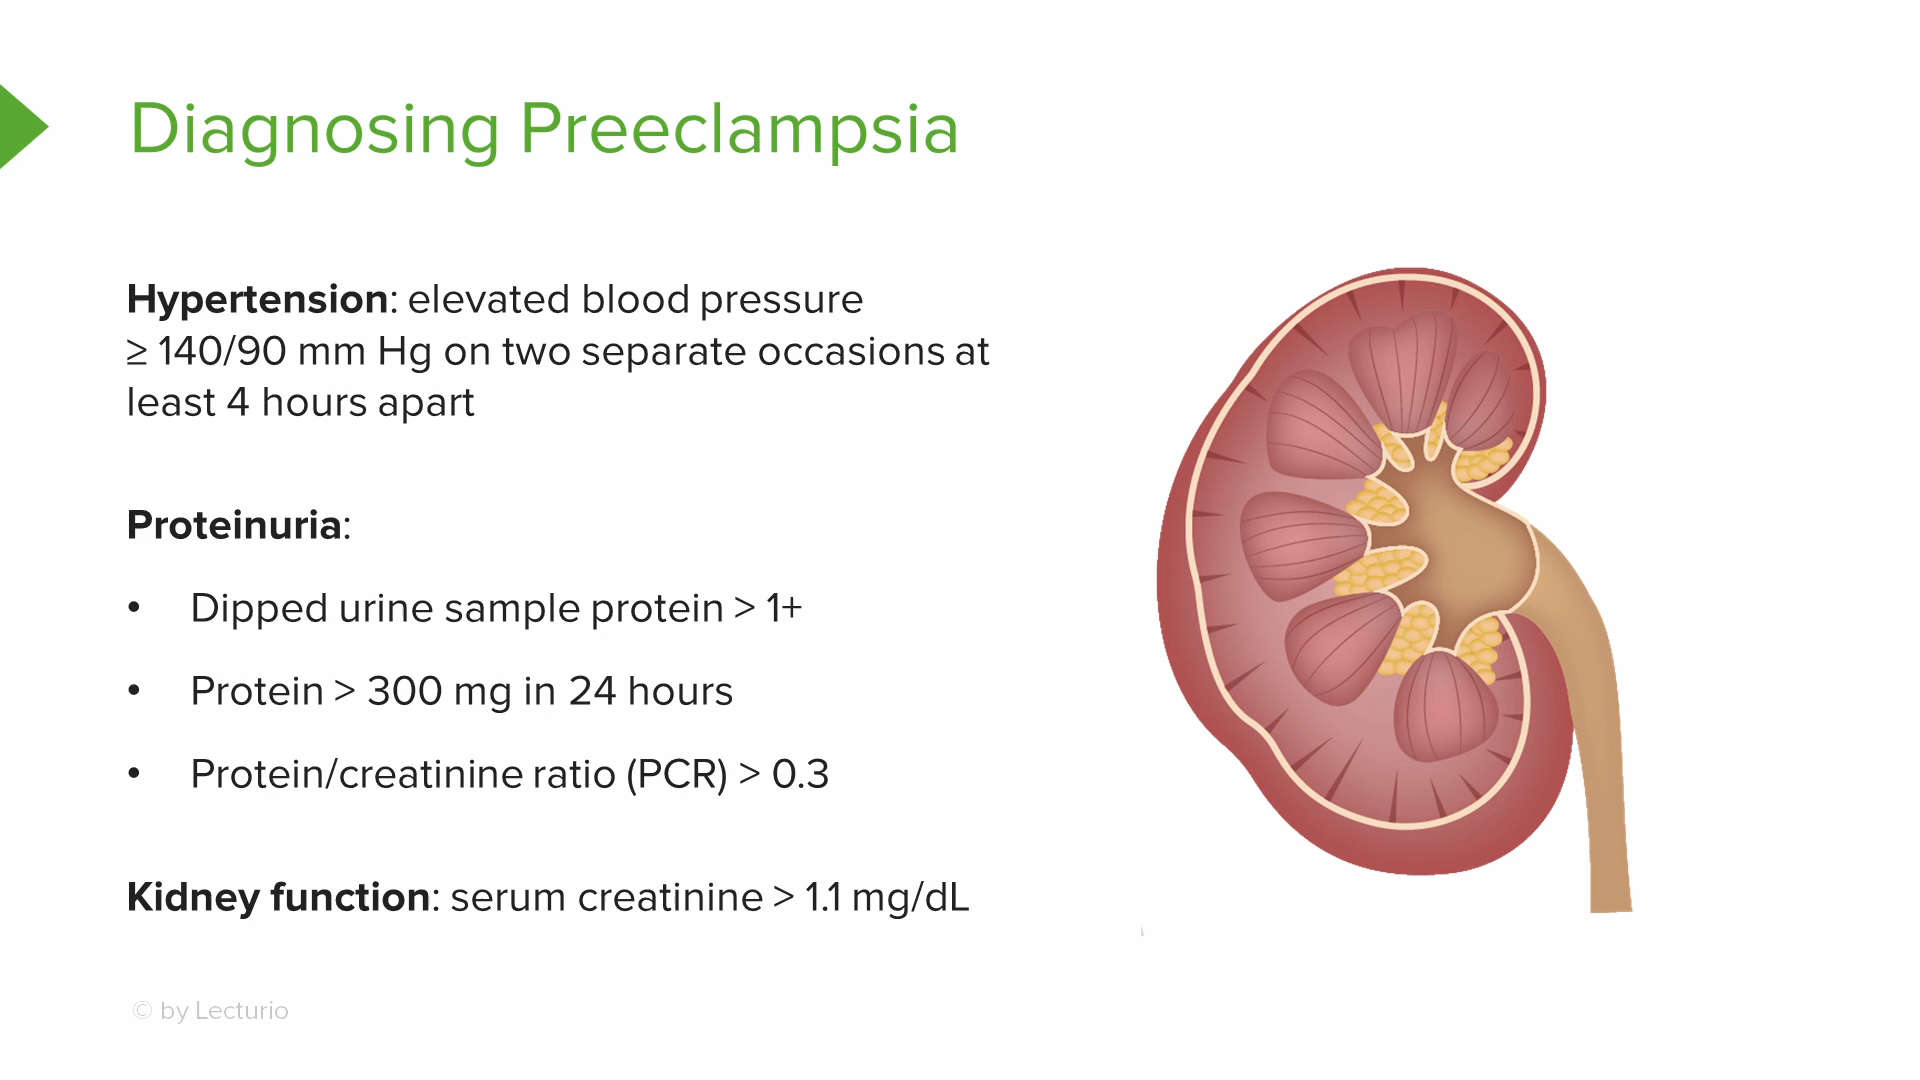 Diagnosing Preeclampsia
Hypertension: elevated blood pressure
≥ 140/90 mm Hg on two separate occasions at
least 4 hours apart
Proteinuria:
• Dipped urine sample protein > 1+
• Protein > 300 mg in 24 hours
• Protein/creatinine ratio (PCR) > 0.3
Kidney function: serum creatinine > 1.1 mg/dL
© by Lecturio